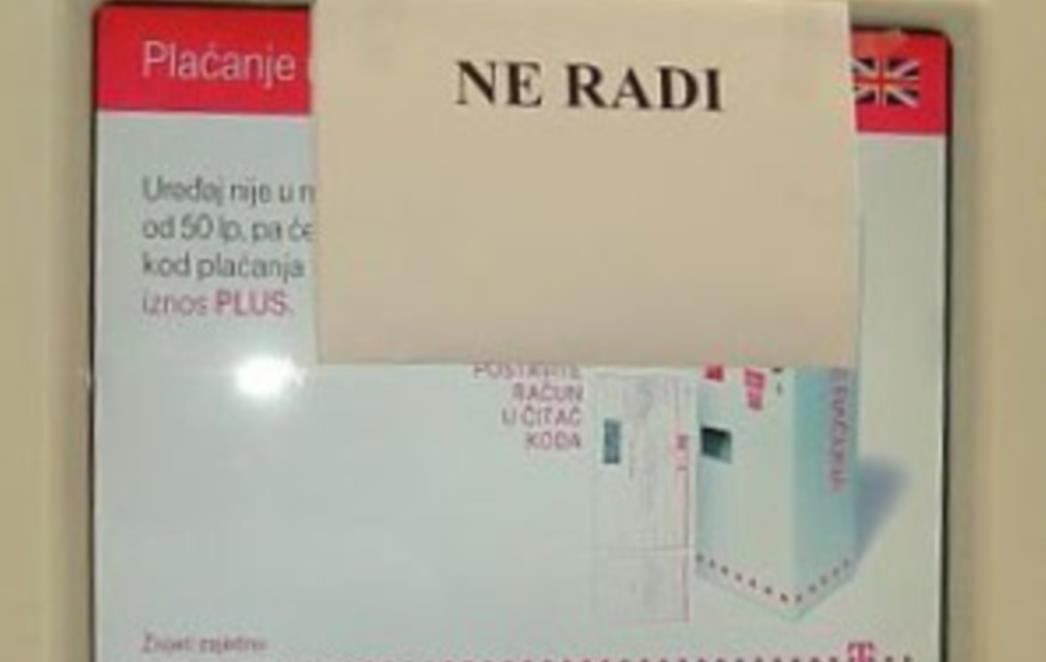 Plaćanje
NE RADI
Uređaj nije u
od 50 lp, pa će
kod plaćanja
iznos PLUS.
POSTAVITE
RAČUN
U ČITAČ
KODA